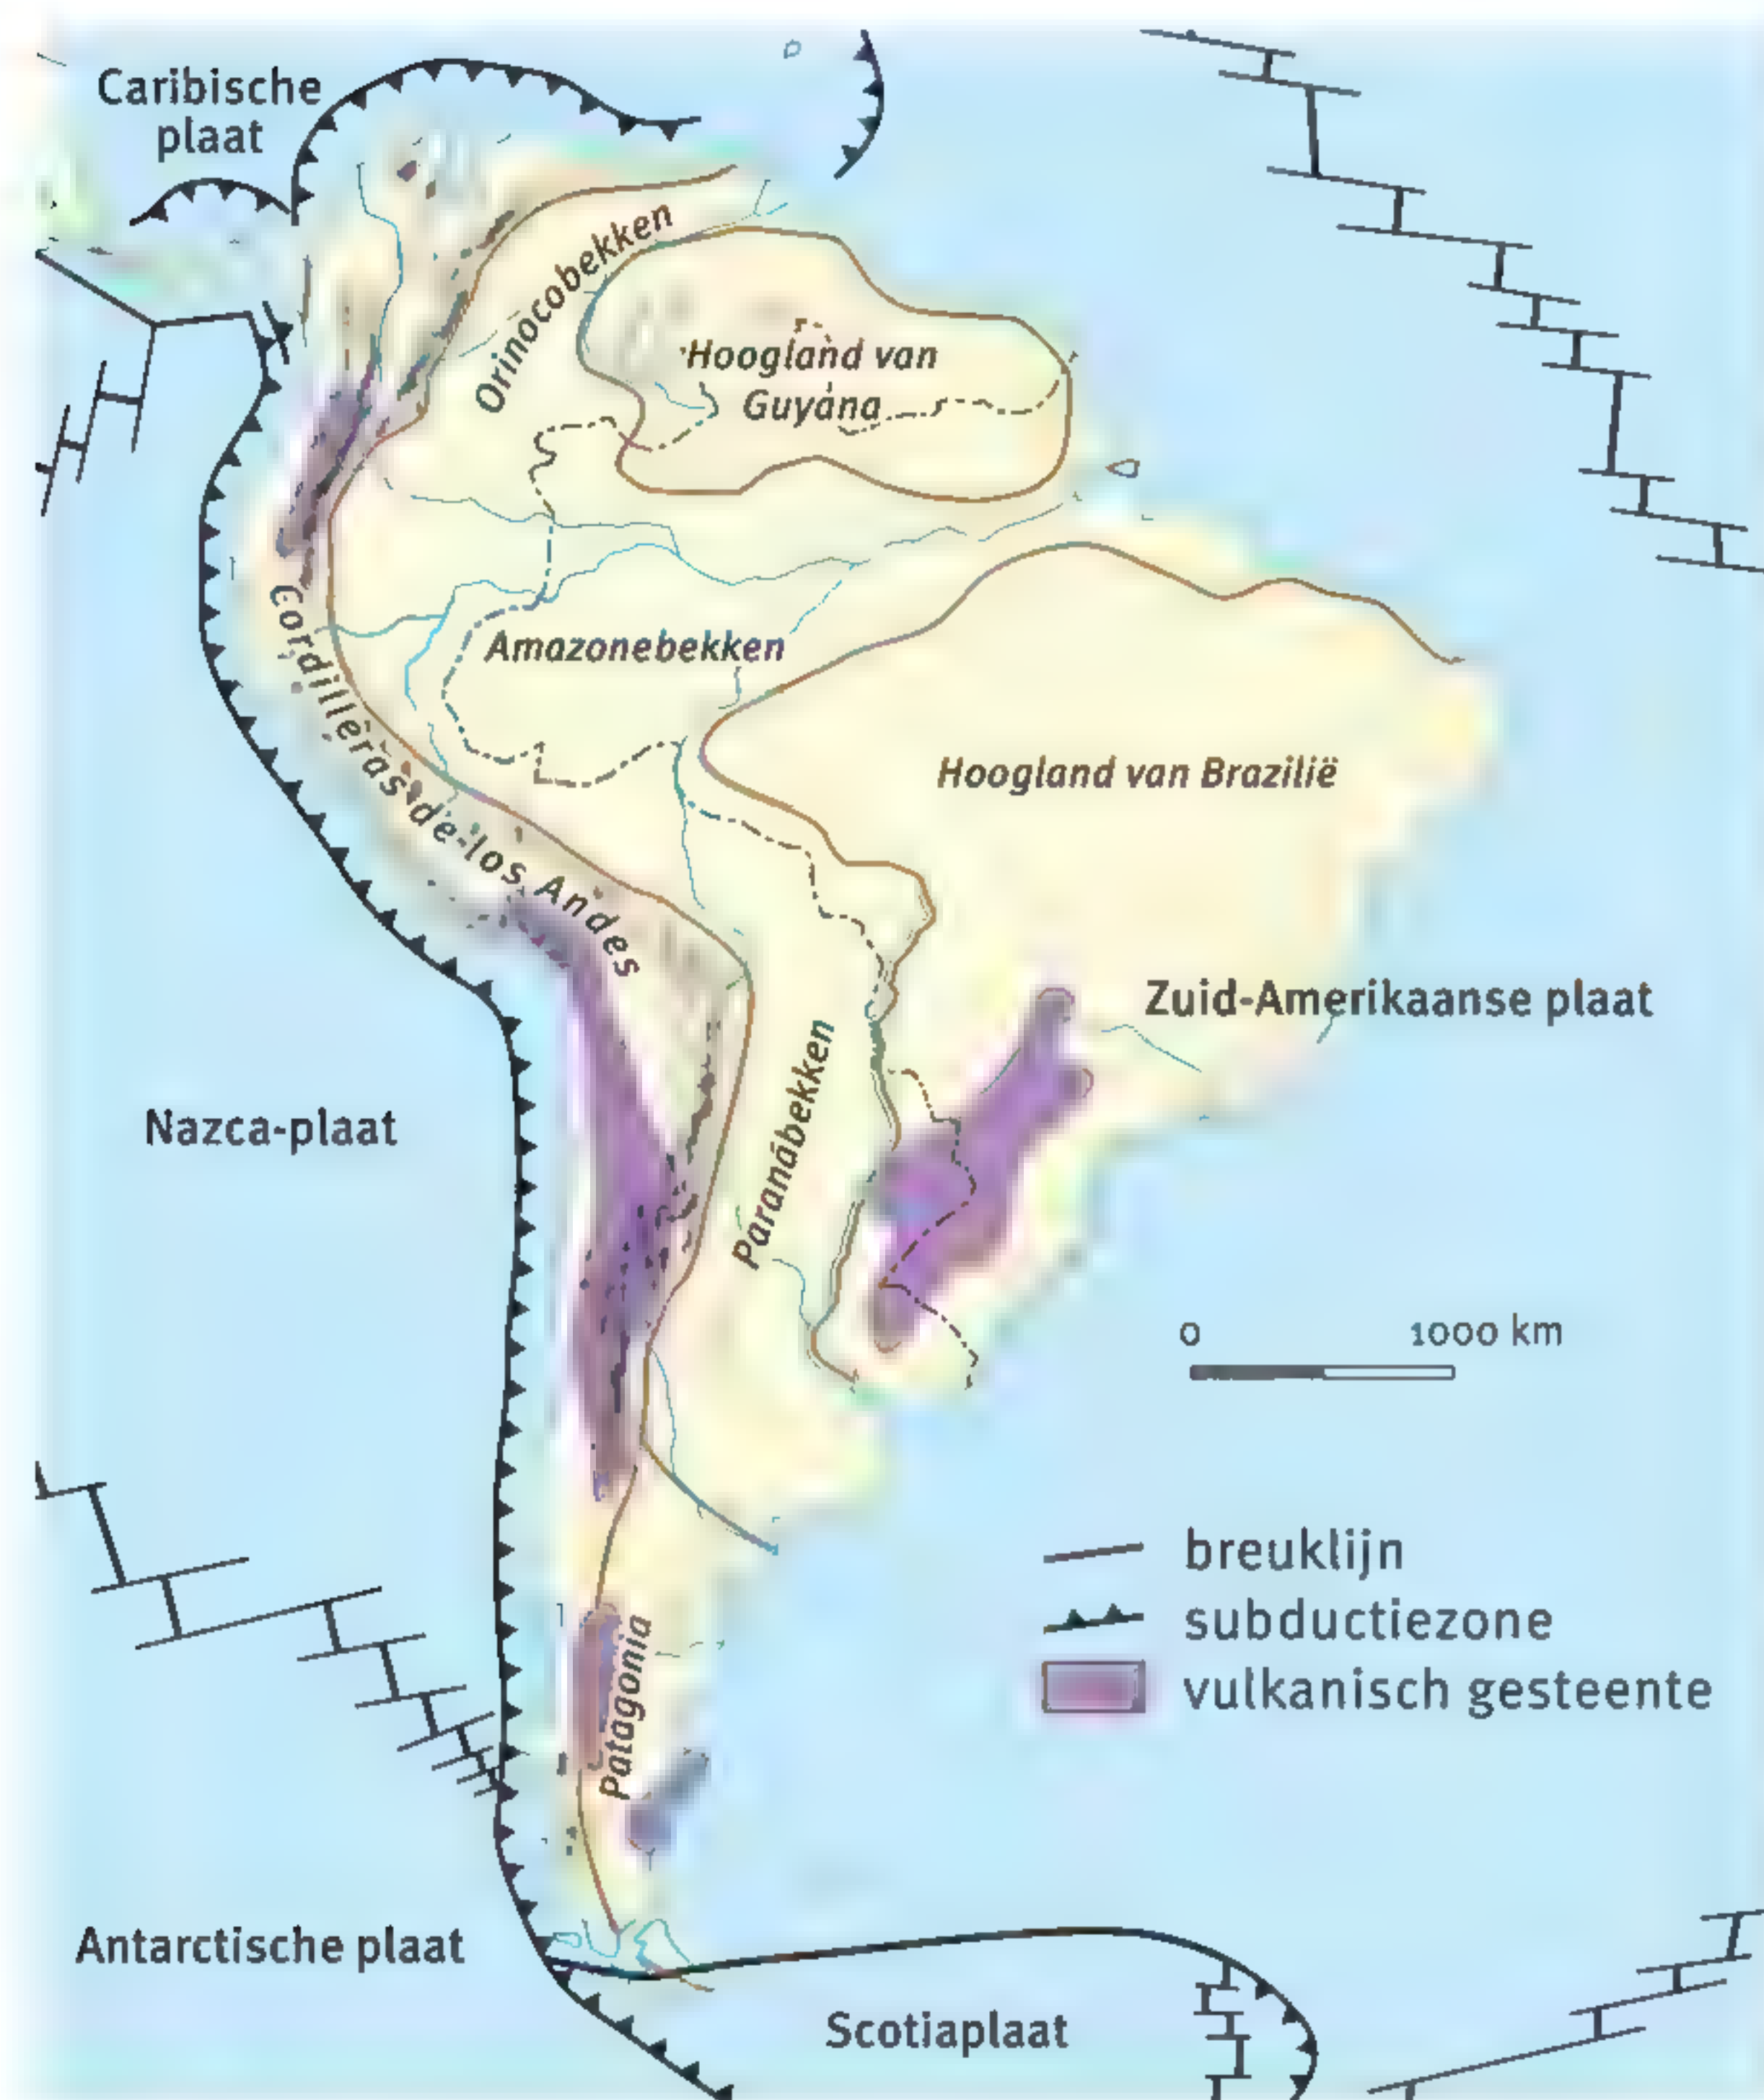 Caribische
plaat
Orinocobekken
Hoogland van
Guyána
Amazonebekken
Cordilleras de los Andes
Hoogland van Brazilië
Zuid-Amerikaanse plaat
Nazca-plaat
Paranábekken
0 1000 km
breuklijn
subductiezone
vulkanisch gesteente
Patagonia
Antarctische plaat
Scotiaplaat